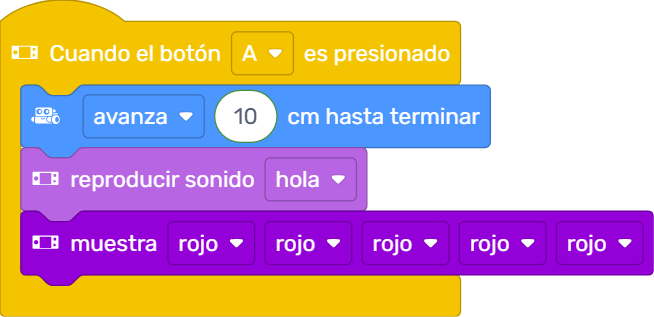 Cuando el botón A es presionado
avanza 10 cm hasta terminar
reproducir sonido hola
muestra rojo rojo rojo rojo rojo